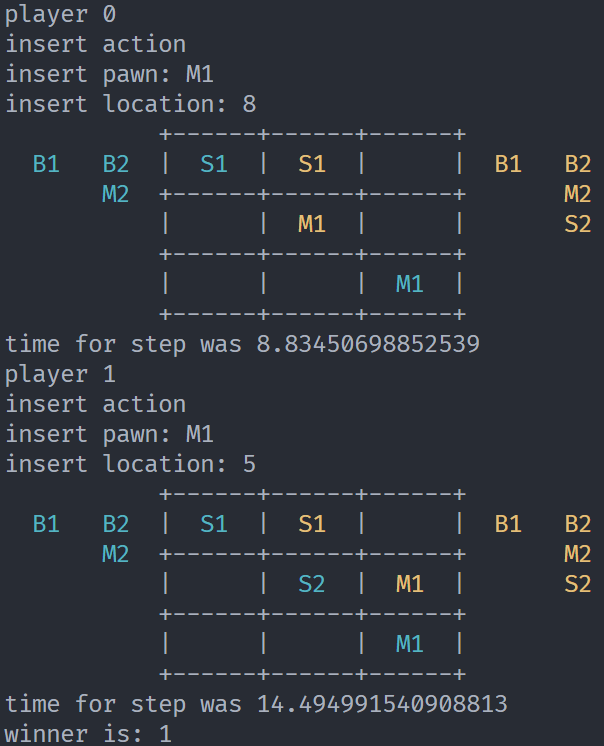 player 0
insert action
insert pawn: M1
insert location: 8
           +------+------+------+
  B1   B2  |  S1  |  S1  |      |  B1   B2
       M2  +------+------+------+       M2
           |      |  M1  |      |       S2
           +------+------+------+
           |      |      |  M1  |
           +------+------+------+
time for step was 8.83450698852539
player 1
insert action
insert pawn: M1
insert location: 5
           +------+------+------+
  B1   B2  |  S1  |  S1  |      |  B1   B2
       M2  +------+------+------+       M2
           |      |  S2  |  M1  |       S2
           +------+------+------+
           |      |      |  M1  |
           +------+------+------+
time for step was 14.494991540908813
winner is: 1